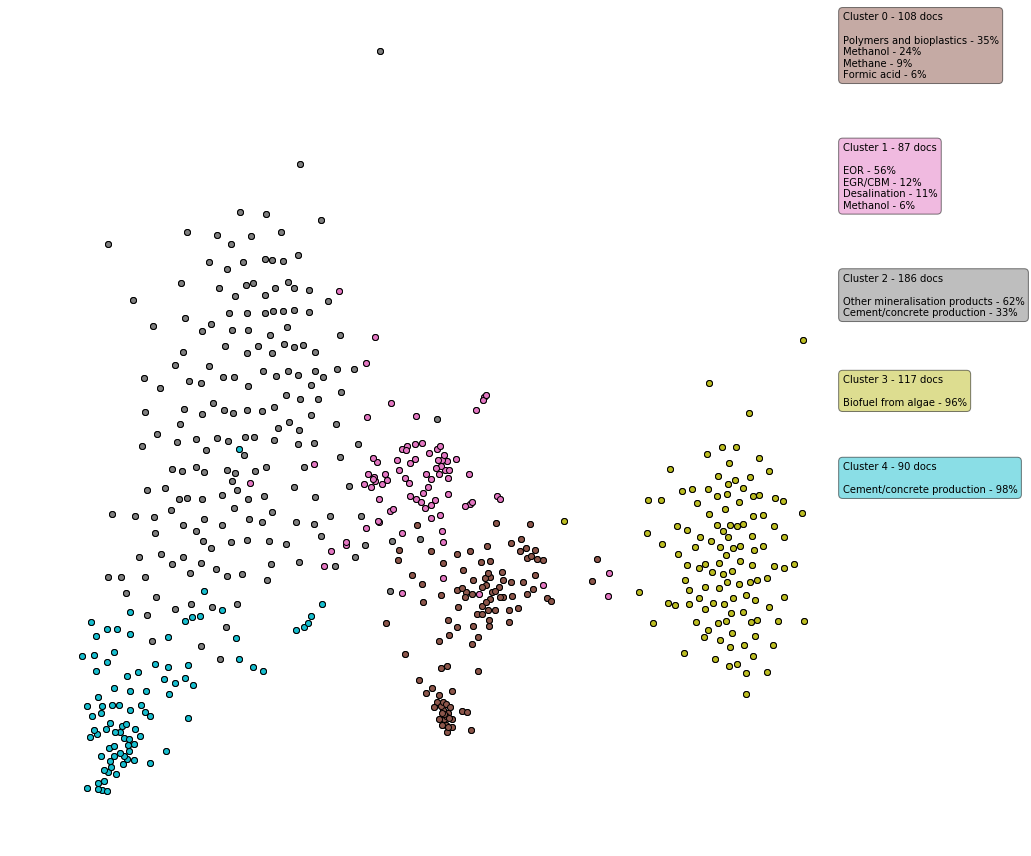 Cluster 0 - 108 docs
Polymers and bioplastics - 35%
Methanol - 24%
Methane - 9%
Formic acid - 6%
Cluster 1 - 87 docs
EOR - 56%
EGR/CBM - 12%
Desalination - 11%
Methanol - 6%
Cluster 2 - 186 docs
Other mineralisation products - 62%
Cement/concrete production - 33%
Cluster 3 - 117 docs
Biofuel from algae - 96%
Cluster 4 - 90 docs
Cement/concrete production - 98%